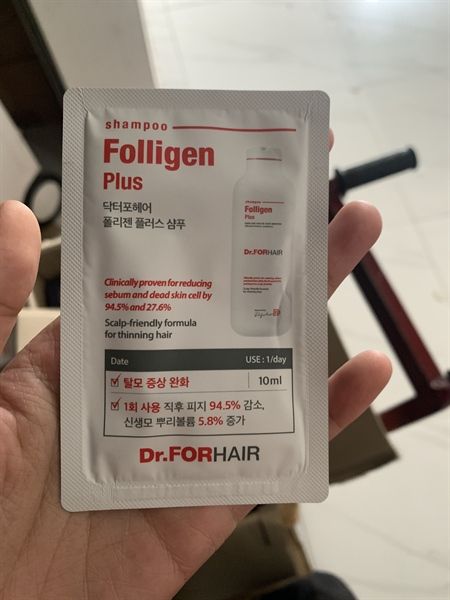 shampoo
Folligen
Plus
닥터포헤어
폴리젠 플러스 샴푸
Clinically proven for reducing
sebum and dead skin cell by
94.5% and 27.6%
Scalp-friendly formula
for thinning hair
shampoo
Folligen
Plus
Dr.FORHAIR
Date
USE : 1/day
탈모 증상 완화
10ml
1회 사용 직후 피지 94.5% 감소,
신생모 뿌리볼륨 5.8% 증가
Dr.FORHAIR